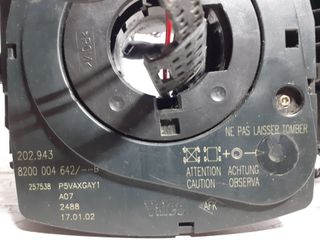 NE PAS LAISSER TOMBER
202.943
8200 004 642/--B
257538 P5VAXGAY1
A07
2488
17.01.02
ATTENTION ACHTUNG
CAUTION - OBSERVA
Valeo
AFK